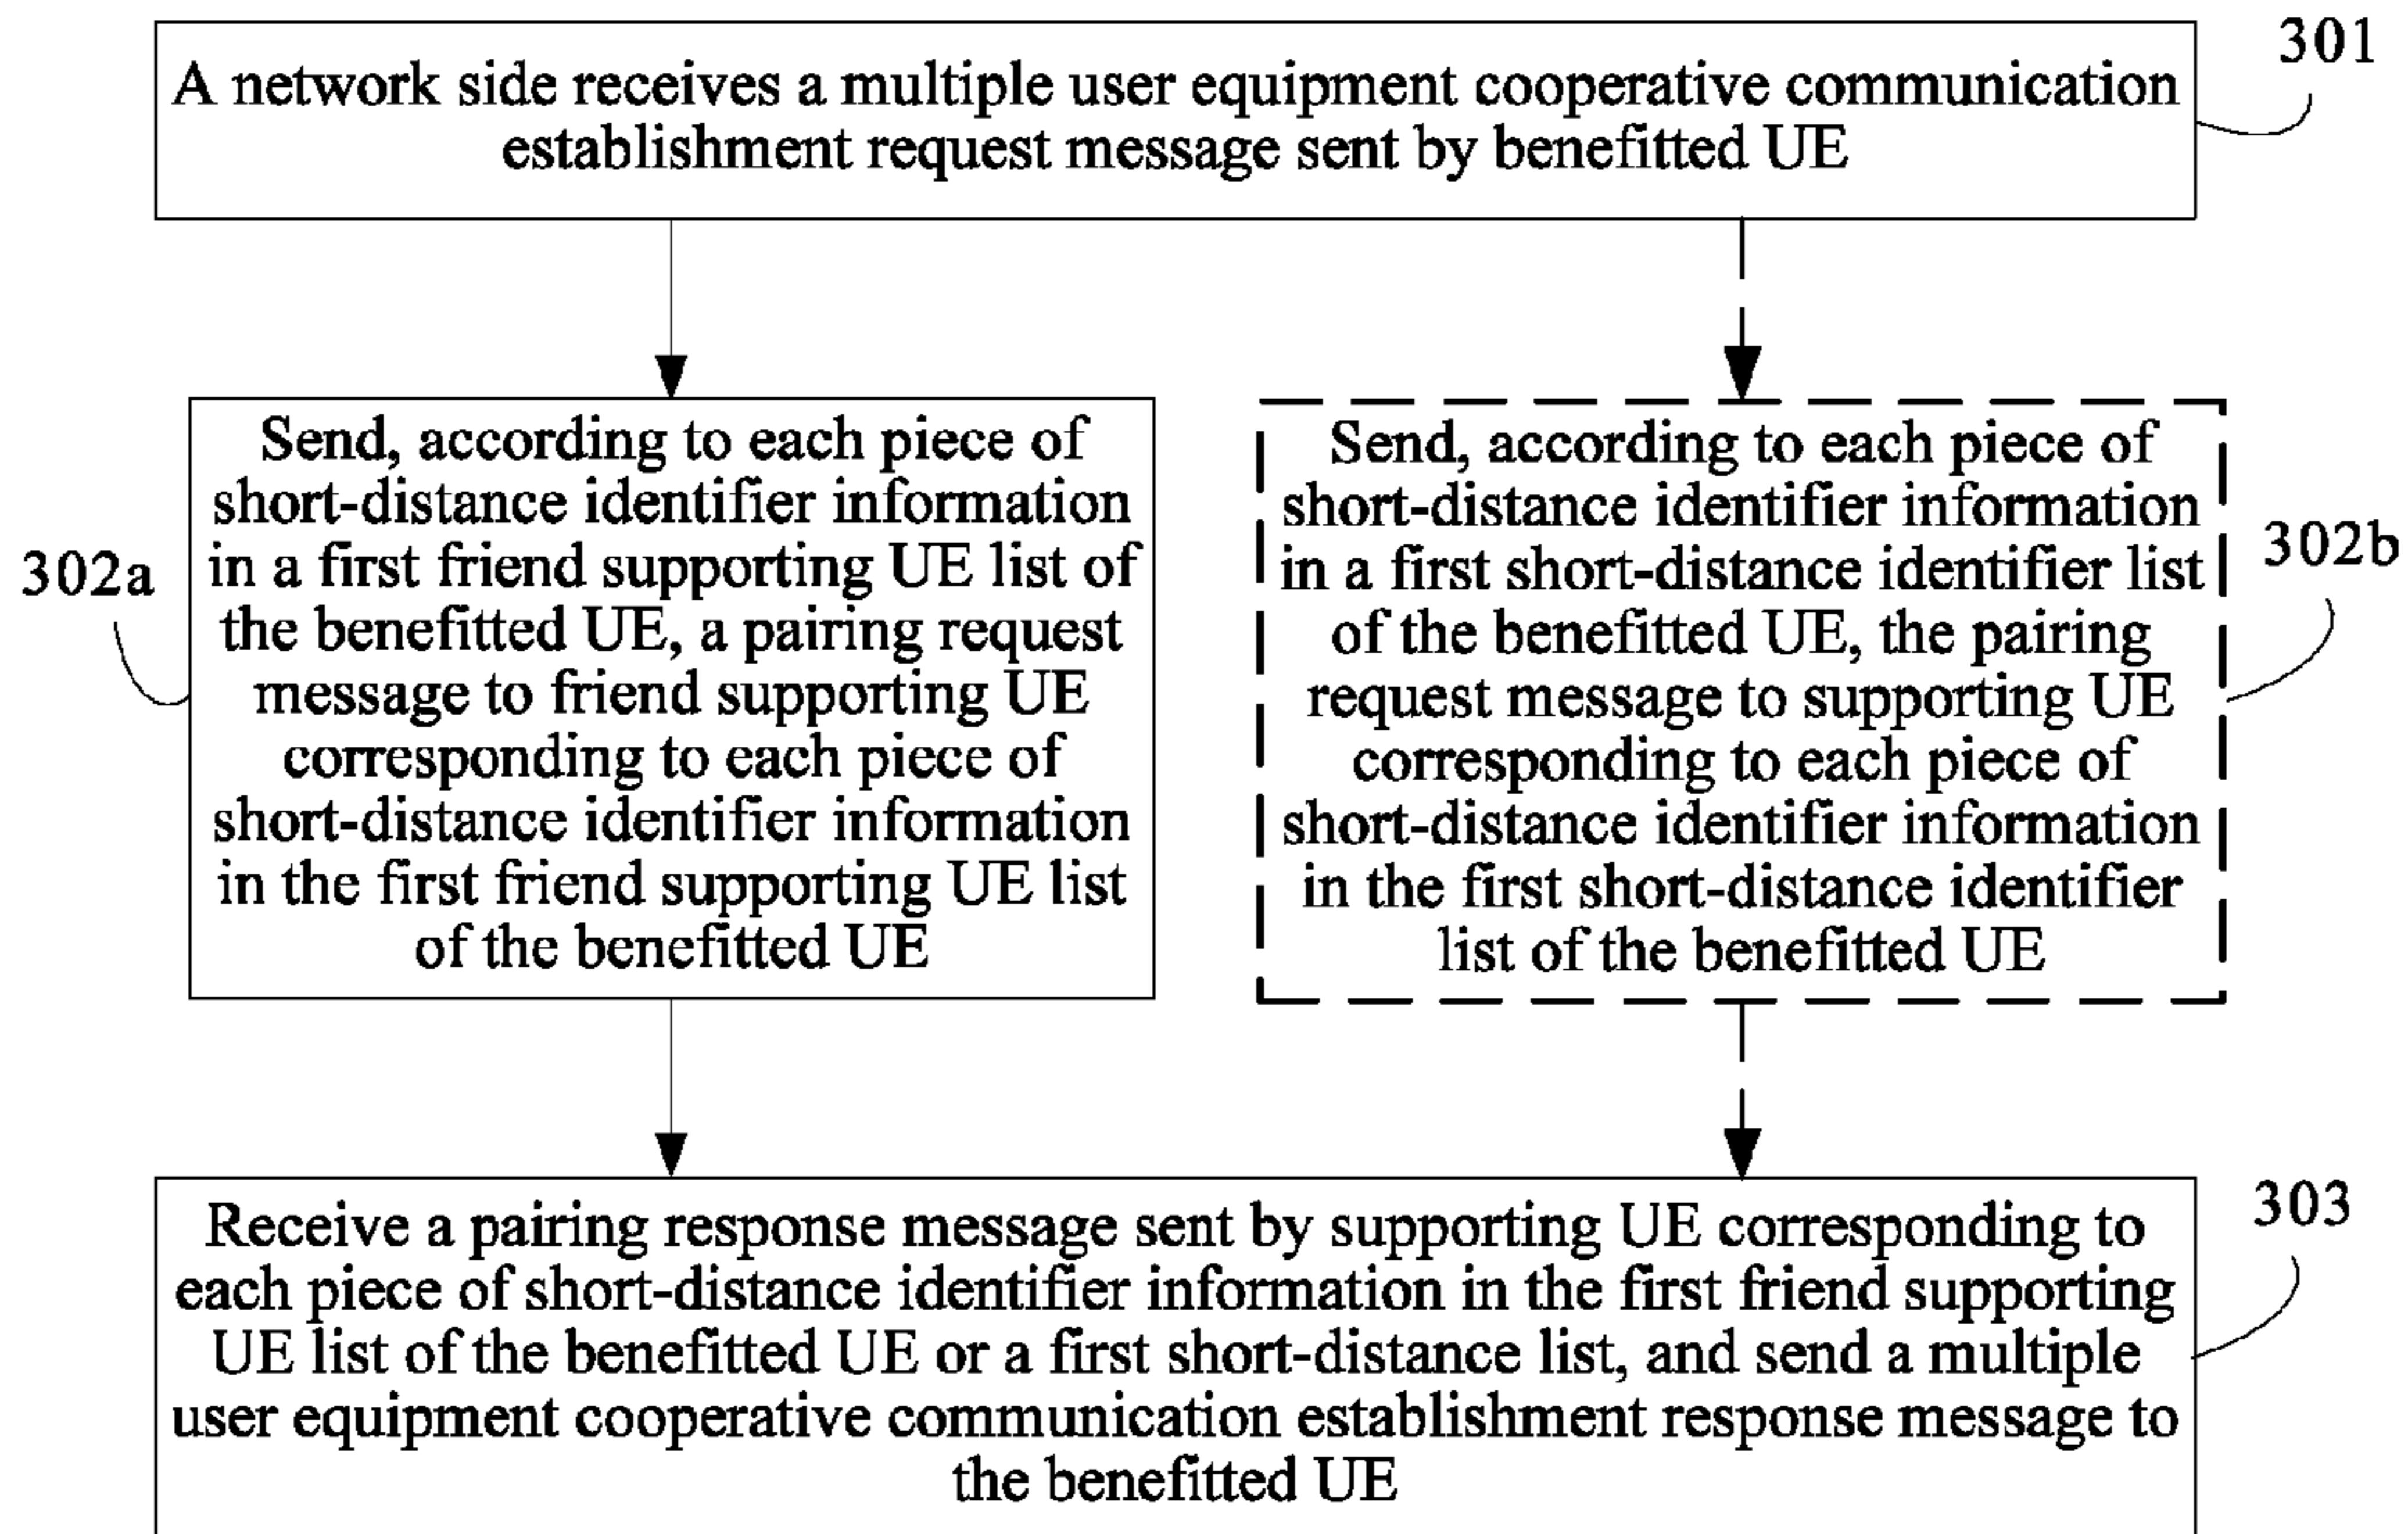 301
A network side receives a multiple user equipment cooperative communication
establishment request message sent by benefitted UE
302a
Send, according to each piece of
short-distance identifier information
in a first friend supporting UE list of
the benefitted UE, a pairing request
message to friend supporting UE
corresponding to each piece of
short-distance identifier information
in the first friend supporting UE list
of the benefitted UE
302b
Send, according to each piece of
short-distance identifier information
in a first short-distance identifier list
of the benefitted UE, the pairing
request message to supporting UE
corresponding to each piece of
short-distance identifier information
in the first short-distance identifier
list of the benefitted UE
303
Receive a pairing response message sent by supporting UE corresponding to
each piece of short-distance identifier information in the first friend supporting
UE list of the benefitted UE or a first short-distance list, and send a multiple
user equipment cooperative communication establishment response message to
the benefitted UE